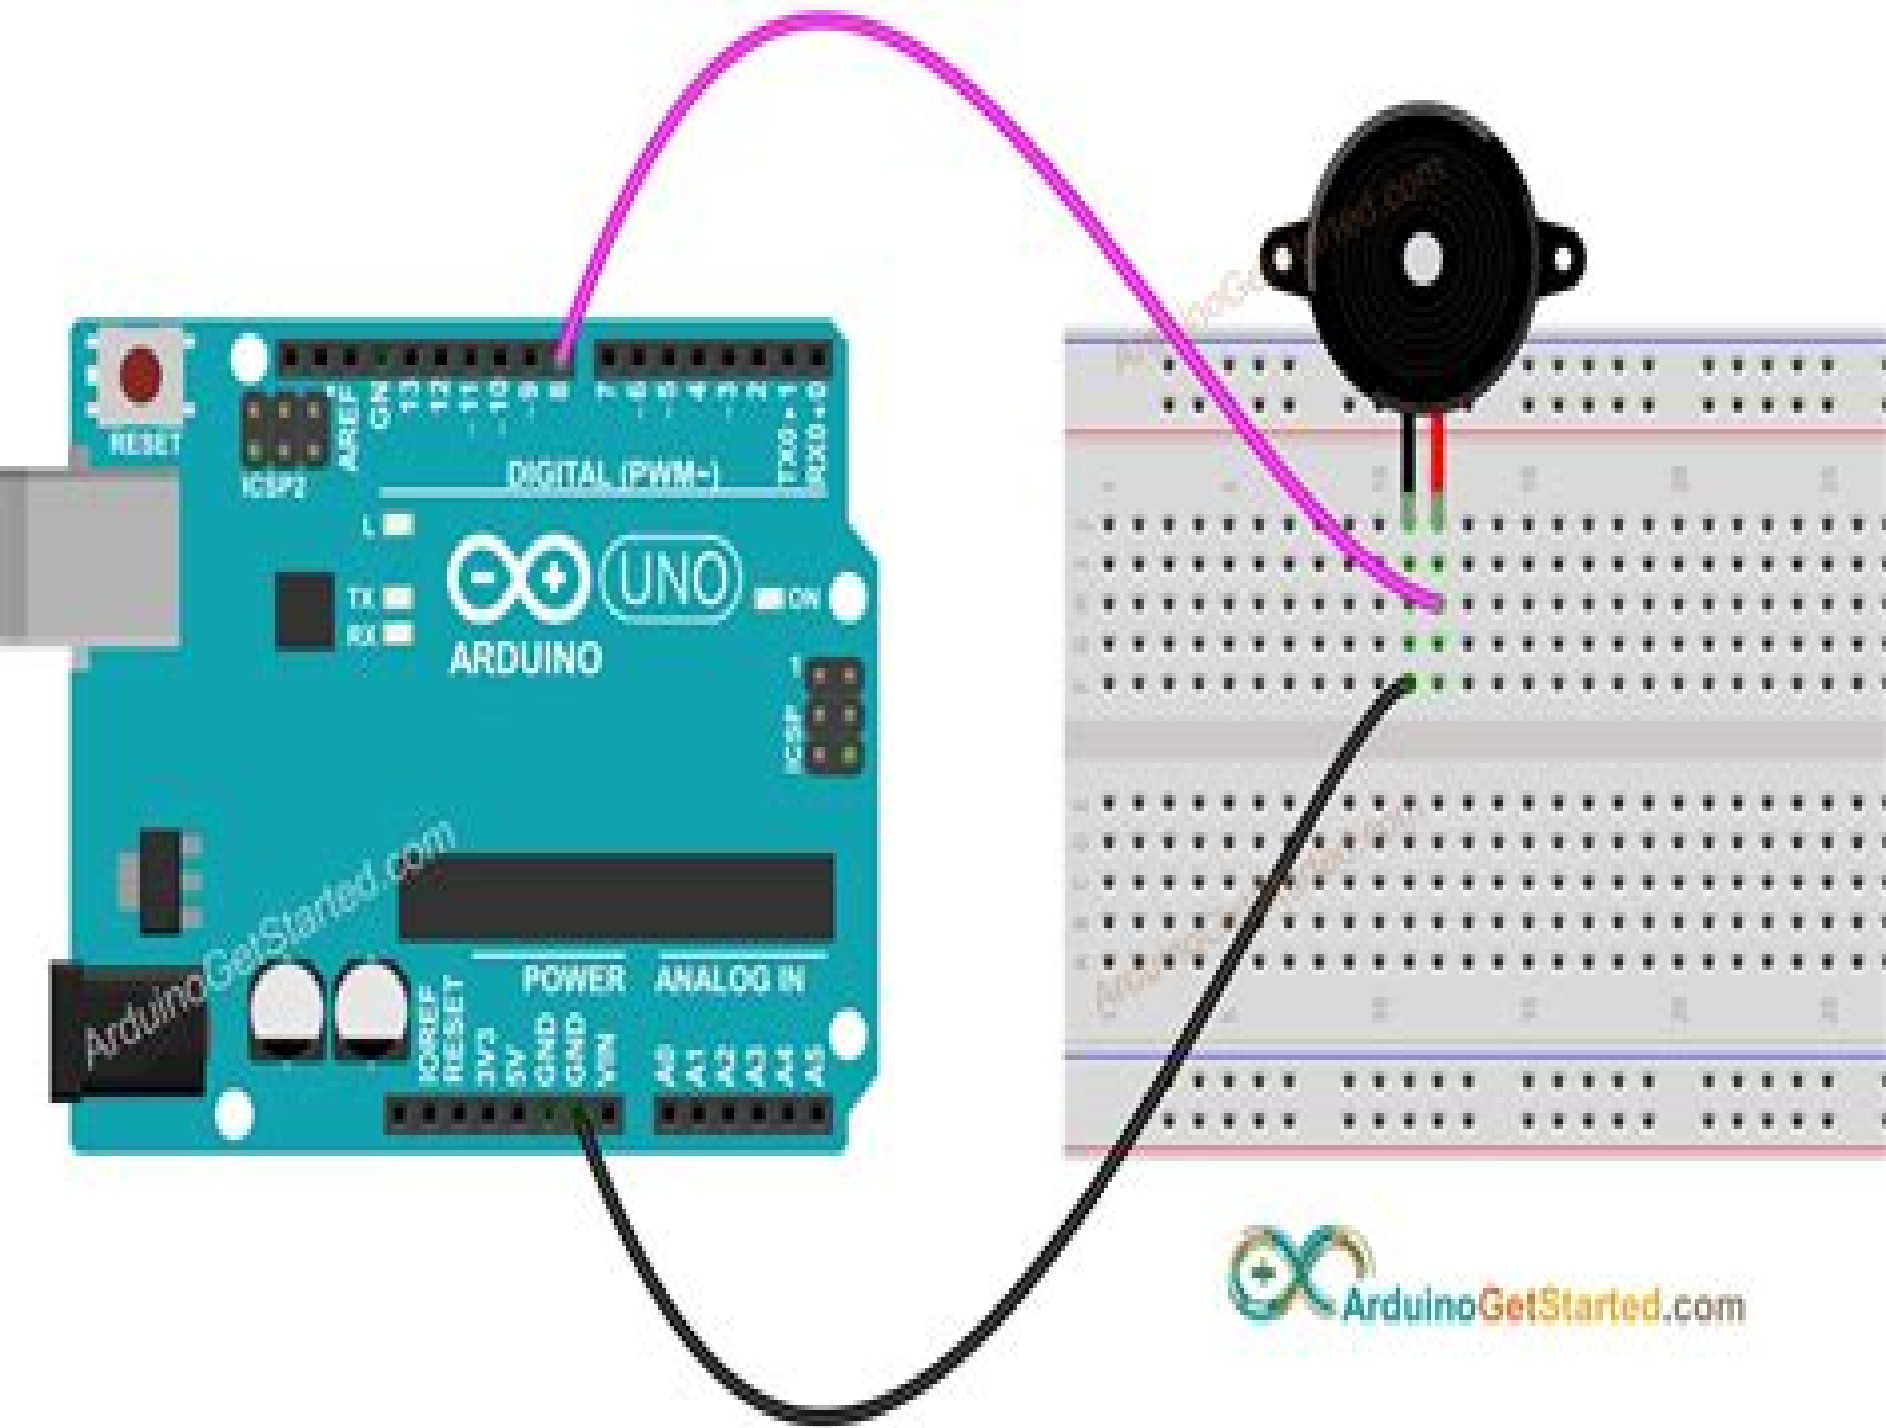 RESET
ICSP2
AREF
GN
13
12
~11
~10
~9
8
7
~6
~5
4
~3
2
TX0▸1
RX0◂0
DIGITAL (PWM~)
L
TX
RX
UNO
ON
ARDUINO
1
ICSP
ArduinoGetStarted.com
POWER
ANALOG IN
IOREF
RESET
3V3
5V
GND
GND
VIN
A0
A1
A2
A3
A4
A5
ArduinoGetStarted.com